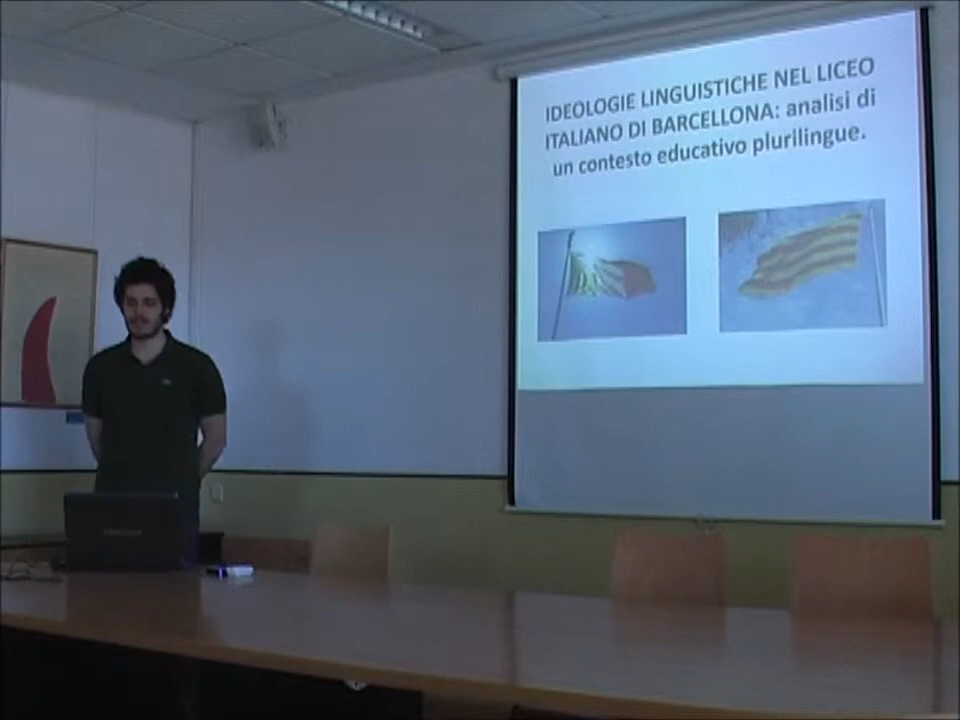 IDEOLOGIE LINGUISTICHE NEL LICEO
ITALIANO DI BARCELLONA: analisi di
un contesto educativo plurilingue.